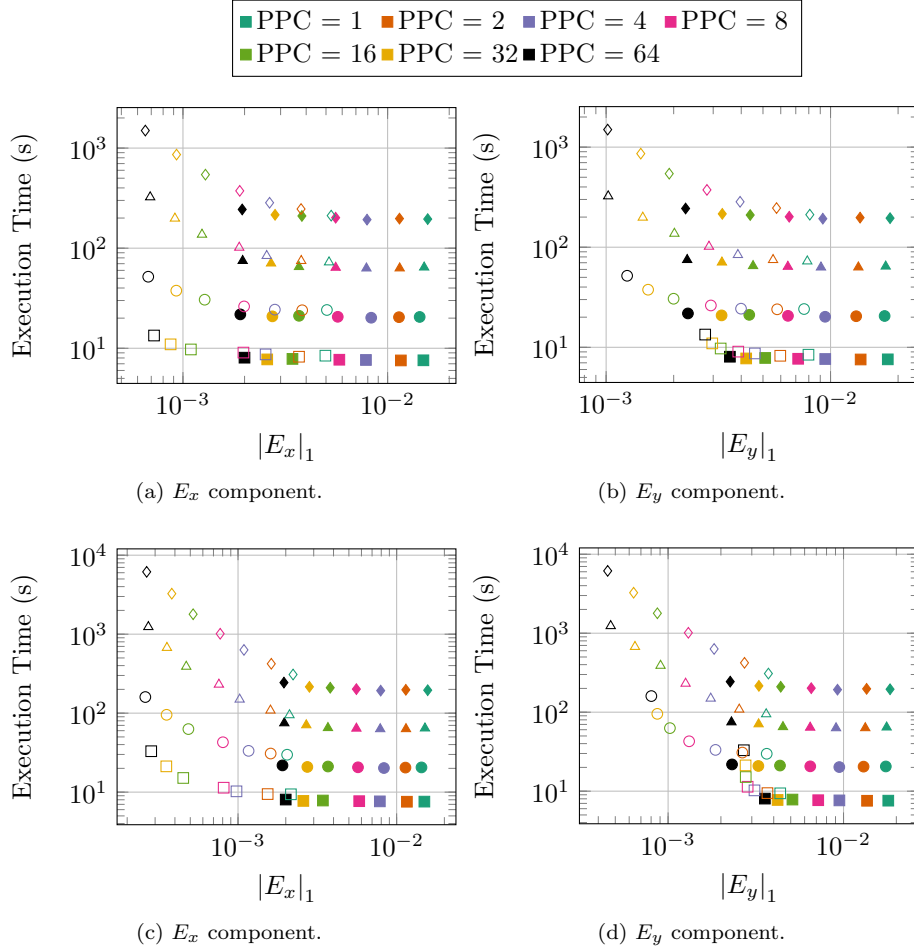 PPC = 1 PPC = 2 PPC = 4 PPC = 8
PPC = 16 PPC = 32 PPC = 64
Execution Time (s)
10^3
10^2
10^1
10^−3 10^−2
|E_x|_1
(a) E_x component.
Execution Time (s)
10^3
10^2
10^1
10^−3 10^−2
|E_y|_1
(b) E_y component.
Execution Time (s)
10^4
10^3
10^2
10^1
10^−3 10^−2
|E_x|_1
(c) E_x component.
Execution Time (s)
10^4
10^3
10^2
10^1
10^−3 10^−2
|E_y|_1
(d) E_y component.